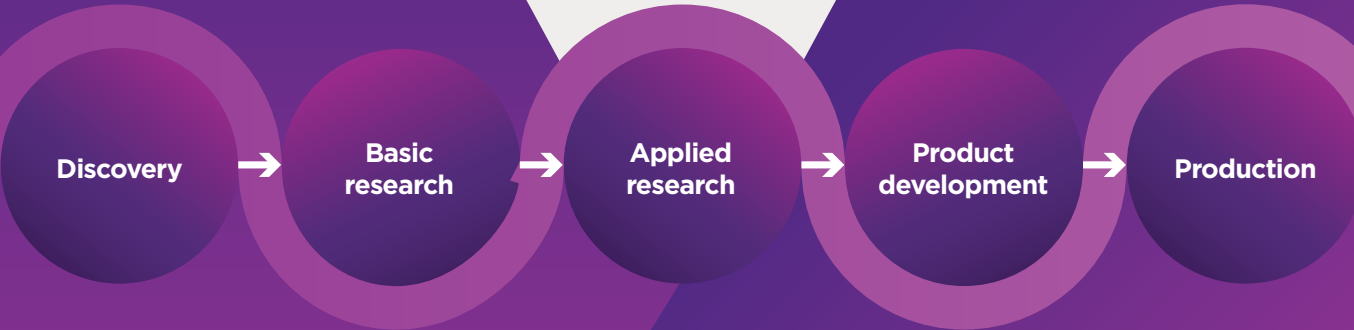 Discovery
Basic
research
Applied
research
Product
development
Production